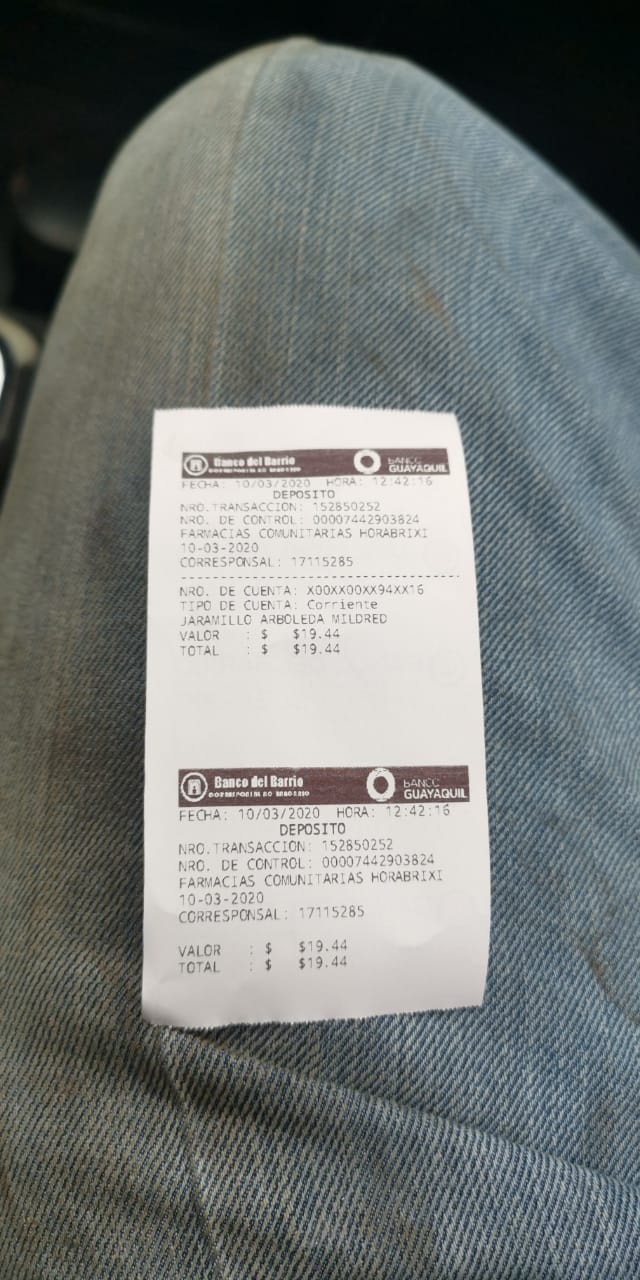 Banco del Barrio
BANCO
GUAYAQUIL
FECHA: 10/03/2020 HORA: 12:42:16
DEPOSITO
NRO.TRANSACCION: 152850252
NRO. DE CONTROL: 00007442903824
FARMACIAS COMUNITARIAS HORABRIXI
10-03-2020
CORRESPONSAL: 17115285
NRO. DE CUENTA: X00XX00XX94XX16
TIPO DE CUENTA: Corriente
JARAMILLO ARBOLEDA MILDRED
VALOR : $ $19.44
TOTAL : $ $19.44
Banco del Barrio
BANCO
GUAYAQUIL
FECHA: 10/03/2020 HORA: 12:42:16
DEPOSITO
NRO.TRANSACCION: 152850252
NRO. DE CONTROL: 00007442903824
FARMACIAS COMUNITARIAS HORABRIXI
10-03-2020
CORRESPONSAL: 17115285
VALOR : $ $19.44
TOTAL : $ $19.44